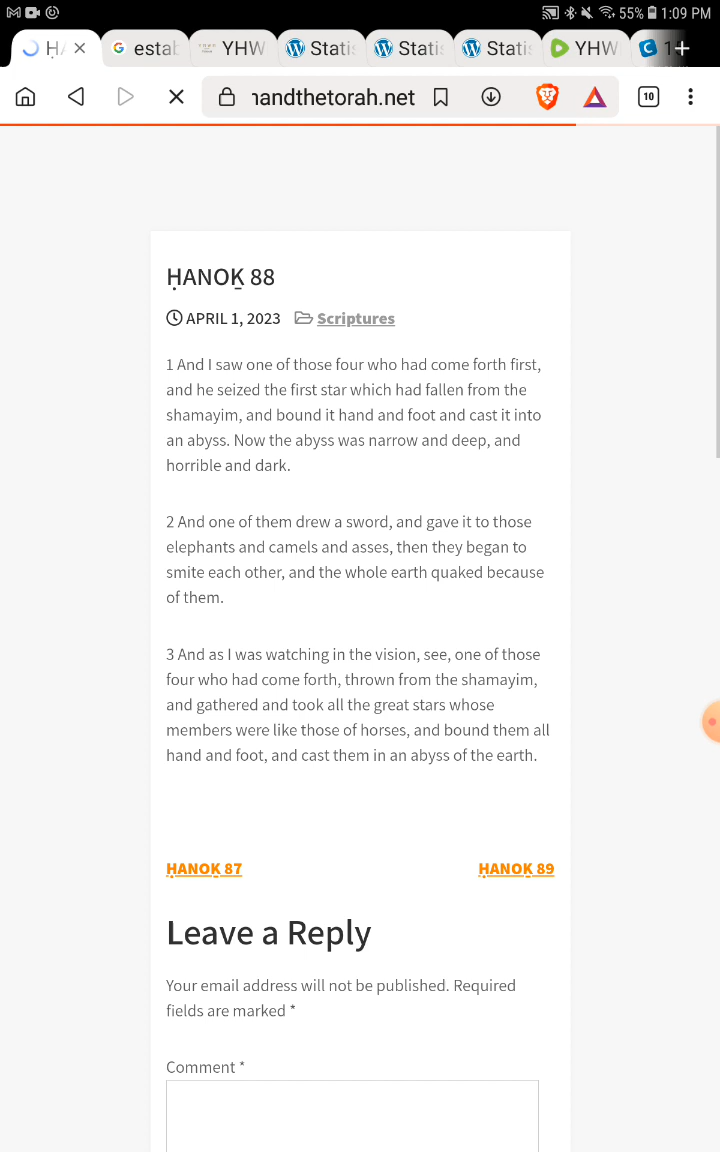 55% 1:09 PM
Ḥ estab YHW Statis Statis Statis YHW 1
handthetorah.net 10
ḤANOḴ 88
APRIL 1, 2023 Scriptures
1 And I saw one of those four who had come forth first,
and he seized the first star which had fallen from the
shamayim, and bound it hand and foot and cast it into
an abyss. Now the abyss was narrow and deep, and
horrible and dark.
2 And one of them drew a sword, and gave it to those
elephants and camels and asses, then they began to
smite each other, and the whole earth quaked because
of them.
3 And as I was watching in the vision, see, one of those
four who had come forth, thrown from the shamayim,
and gathered and took all the great stars whose
members were like those of horses, and bound them all
hand and foot, and cast them in an abyss of the earth.
ḤANOḴ 87 ḤANOḴ 89
Leave a Reply
Your email address will not be published. Required
fields are marked *
Comment *